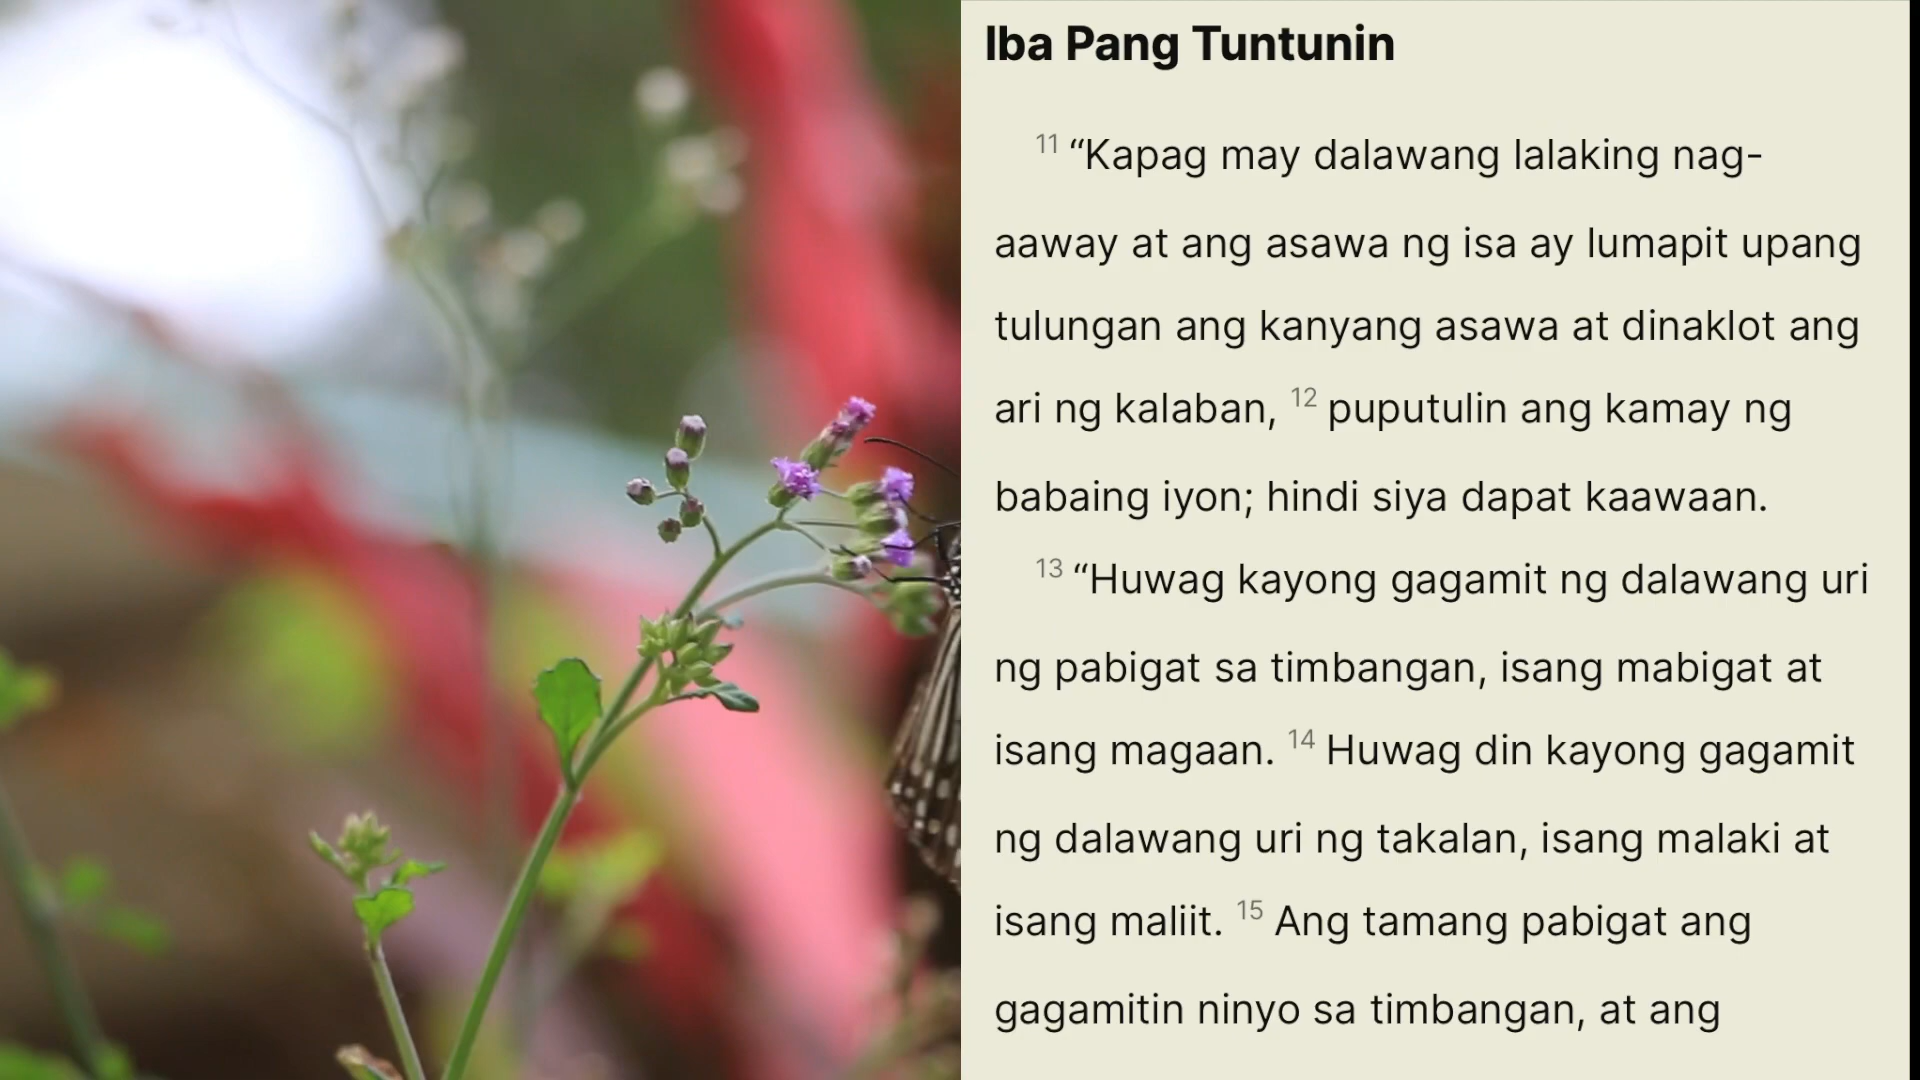 Iba Pang Tuntunin
11 “Kapag may dalawang lalaking nag-
aaway at ang asawa ng isa ay lumapit upang
tulungan ang kanyang asawa at dinaklot ang
ari ng kalaban, 12 puputulin ang kamay ng
babaing iyon; hindi siya dapat kaawaan.
13 “Huwag kayong gagamit ng dalawang uri
ng pabigat sa timbangan, isang mabigat at
isang magaan. 14 Huwag din kayong gagamit
ng dalawang uri ng takalan, isang malaki at
isang maliit. 15 Ang tamang pabigat ang
gagamitin ninyo sa timbangan, at ang